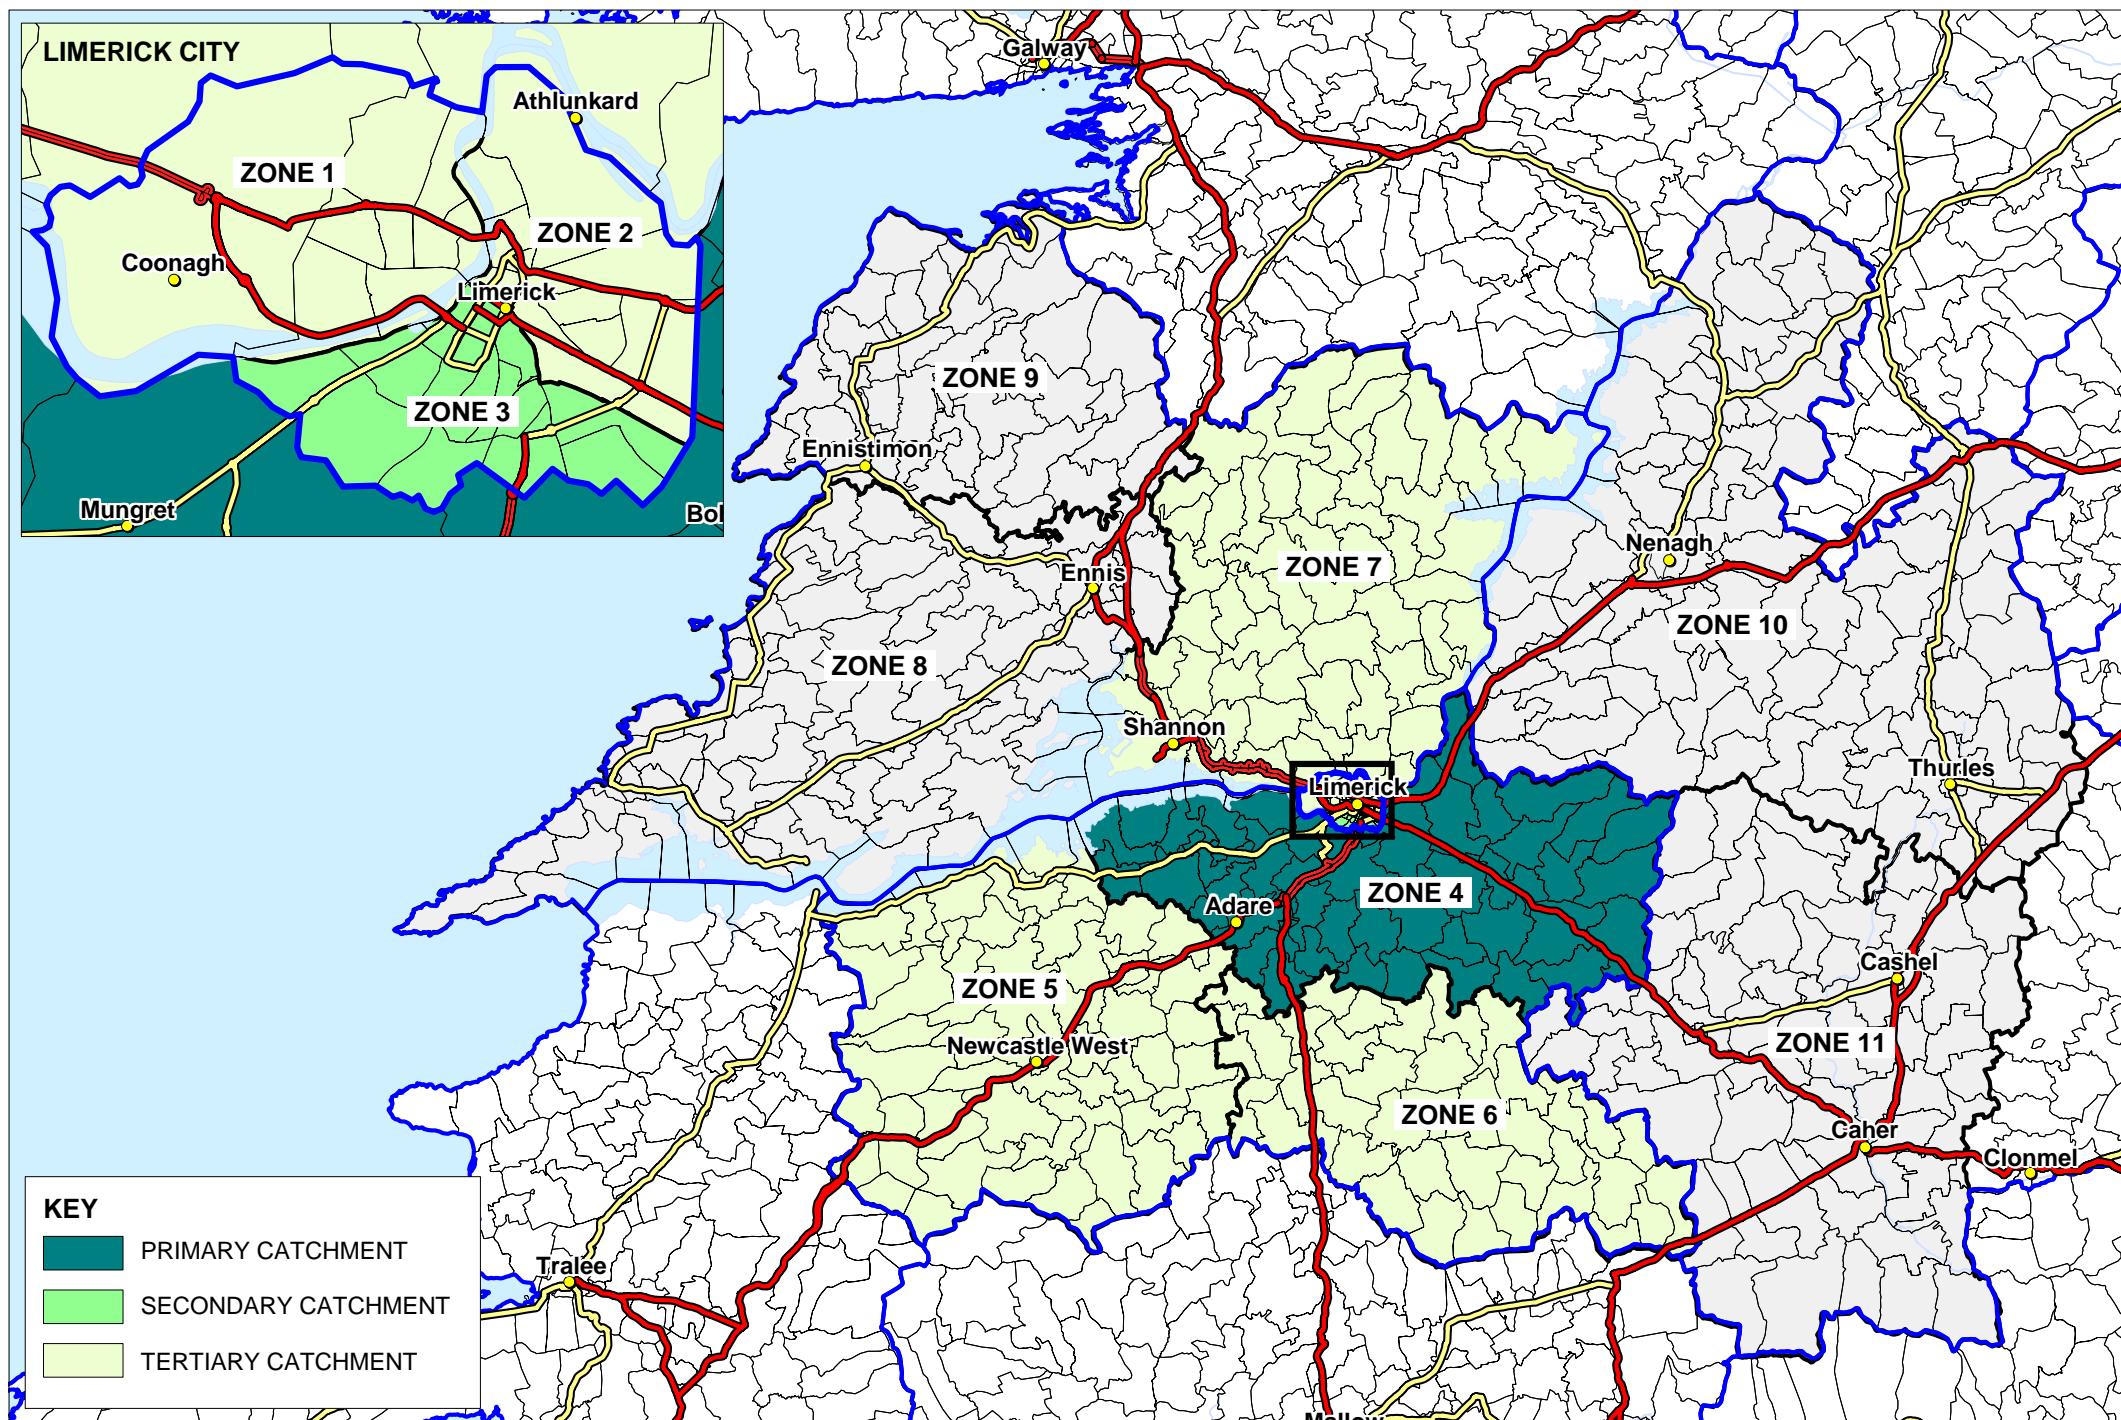 LIMERICK CITY
Athlunkard
ZONE 1
ZONE 2
Coonagh
Limerick
ZONE 3
Mungret
Bol
Galway
ZONE 9
Ennistimon
Ennis
ZONE 7
Nenagh
ZONE 10
ZONE 8
Shannon
Limerick
Thurles
ZONE 4
Adare
Cashel
ZONE 5
ZONE 11
Newcastle West
ZONE 6
Caher
Clonmel
KEY
PRIMARY CATCHMENT
SECONDARY CATCHMENT
TERTIARY CATCHMENT
Tralee